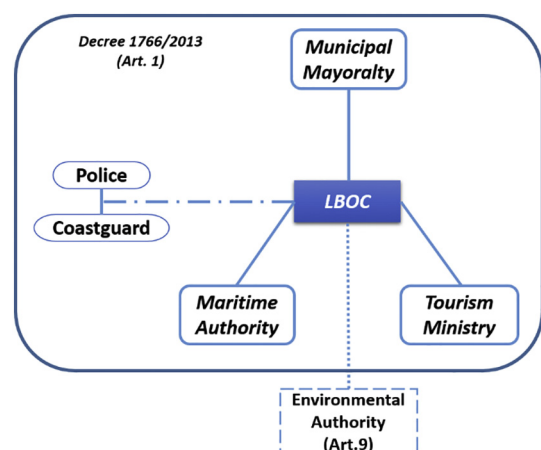 Decree 1766/2013
(Art. 1)
Municipal
Mayoralty
Police
Coastguard
LBOC
Maritime
Authority
Tourism
Ministry
Environmental
Authority
(Art.9)